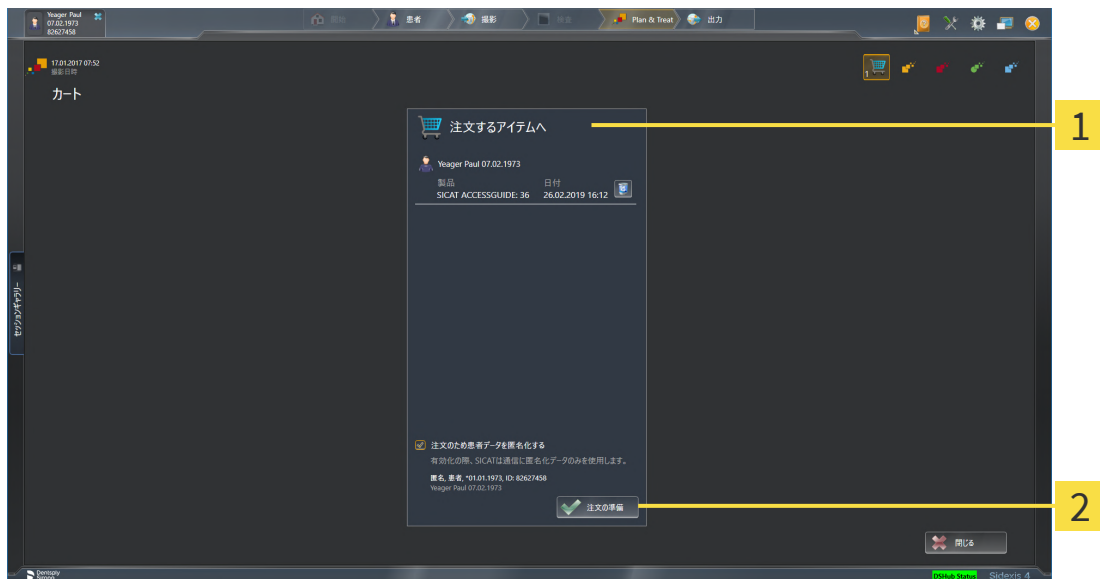 Yeager Paul
07.02.1973
82627458
開始
患者
撮影
検査
Plan & Treat
出力
17.01.2017 07:52
撮影日時
カート
1
注文するアイテムへ
1
Yeager Paul 07.02.1973
製品 日付
SICAT ACCESSGUIDE: 36 26.02.2019 16:12
セッションギャラリー
注文のため患者データを匿名化する
有効化の際、SICATは通信に匿名化データのみを使用します。
匿名, 患者, *01.01.1973, ID: 82627458
Yeager Paul 07.02.1973
注文の準備
2
閉じる
Dentsply
Sirona
DSHub Status
Sidexis 4